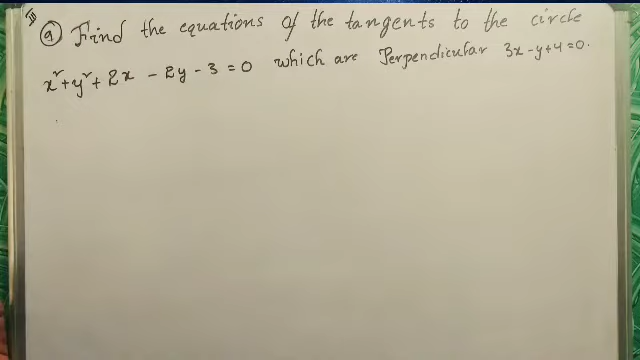 III
ⓐ Find the equations of the tangents to the circle
x²+y²+2x - 2y - 3 = 0 which are Perpendicular 3x-y+4=0.